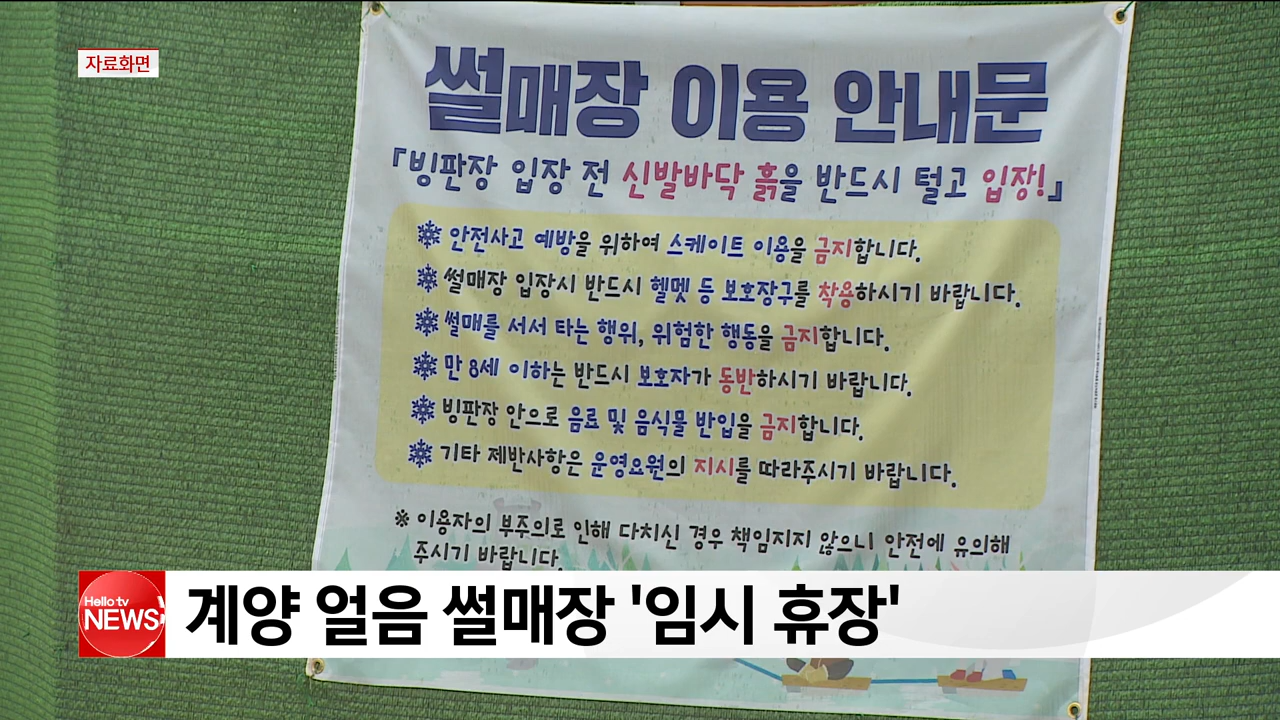 자료화면
썰매장 이용 안내문
『빙판장 입장 전 신발바닥 흙을 반드시 털고 입장!』
안전사고 예방을 위하여 스케이트 이용을 금지합니다.
썰매장 입장시 반드시 헬멧 등 보호장구를 착용하시기 바랍니다.
썰매를 서서 타는 행위, 위험한 행동을 금지합니다.
만 8세 이하는 반드시 보호자가 동반하시기 바랍니다.
빙판장 안으로 음료 및 음식물 반입을 금지합니다.
기타 제반사항은 운영요원의 지시를 따라주시기 바랍니다.
※ 이용자의 부주의로 인해 다치신 경우 책임지지 않으니 안전에 유의해
주시기 바랍니다.
Hello tv
NEWS
계양 얼음 썰매장 '임시 휴장'